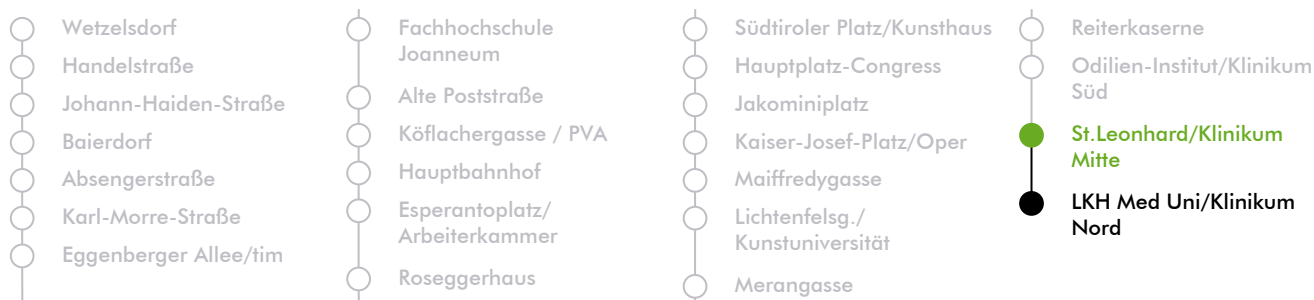 Wetzelsdorf
Handelstraße
Johann-Haiden-Straße
Baierdorf
Absengerstraße
Karl-Morre-Straße
Eggenberger Allee/tim
Fachhochschule
Joanneum
Alte Poststraße
Köflachergasse / PVA
Hauptbahnhof
Esperantoplatz/
Arbeiterkammer
Roseggerhaus
Südtiroler Platz/Kunsthaus
Hauptplatz-Congress
Jakominiplatz
Kaiser-Josef-Platz/Oper
Maiffredygasse
Lichtenfelsg./
Kunstuniversität
Merangasse
Reiterkaserne
Odilien-Institut/Klinikum
Süd
St.Leonhard/Klinikum
Mitte
LKH Med Uni/Klinikum
Nord